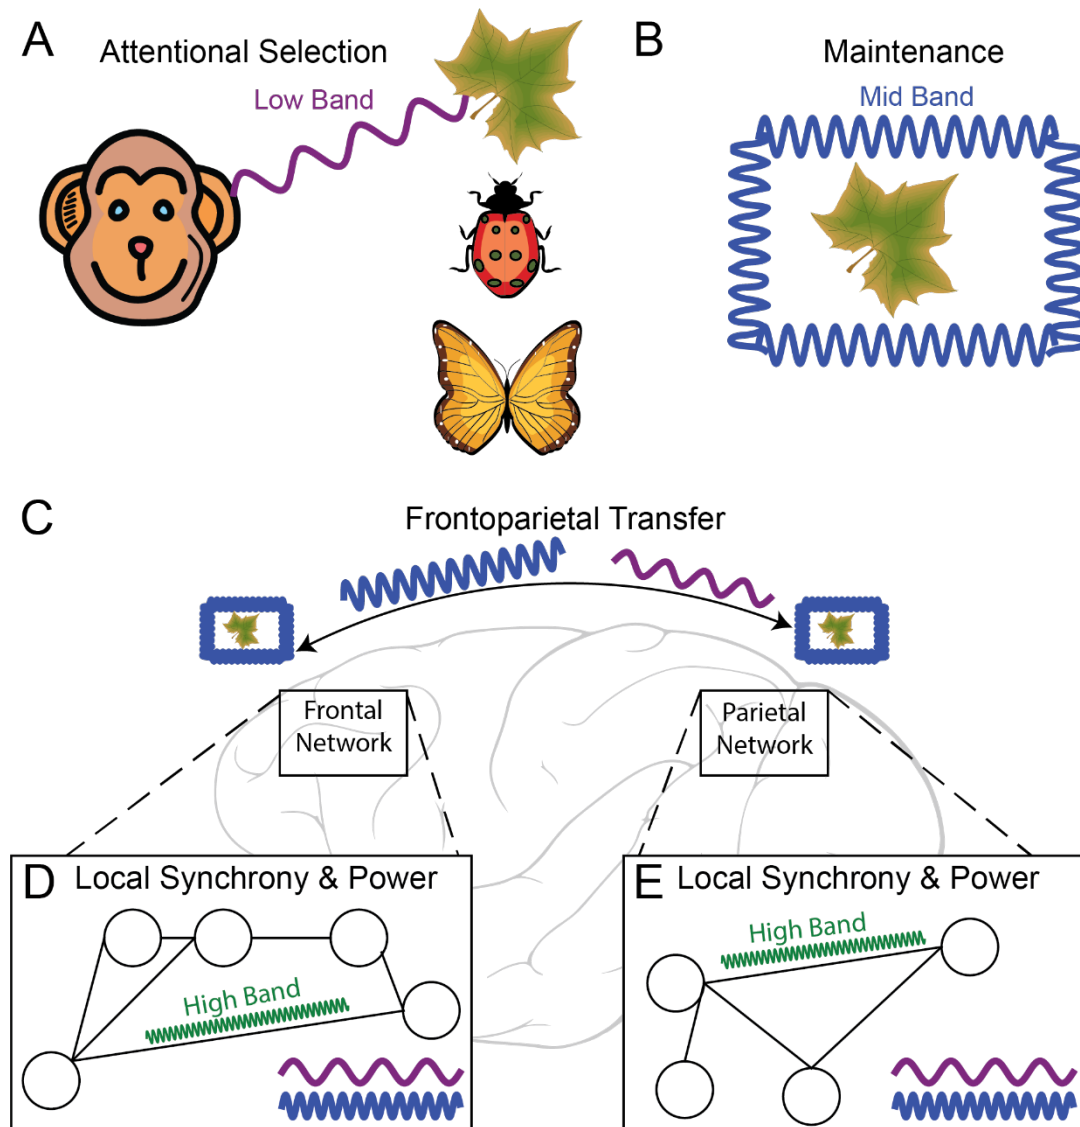 A
Attentional Selection
Low Band
B
Maintenance
Mid Band
C
Frontoparietal Transfer
Frontal
Network
Parietal
Network
D
Local Synchrony & Power
High Band
E
Local Synchrony & Power
High Band